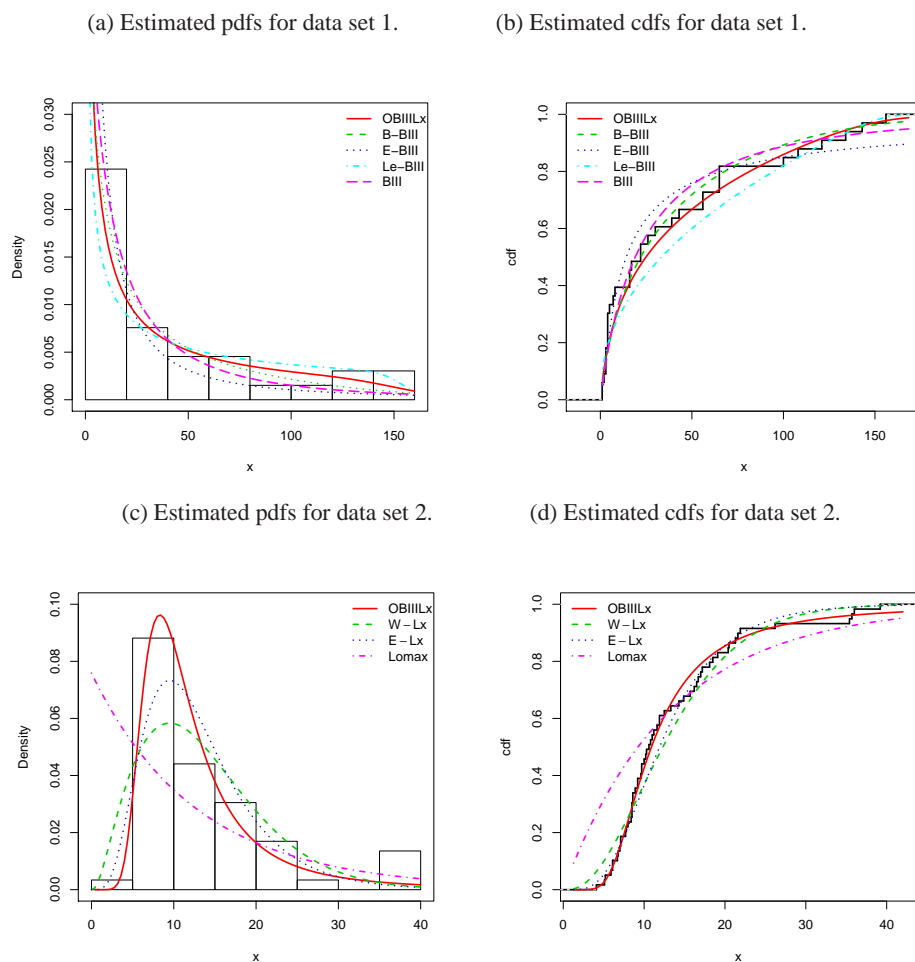 (a) Estimated pdfs for data set 1.
(b) Estimated cdfs for data set 1.
Density
0.000 0.005 0.010 0.015 0.020 0.025 0.030
OBIIILx
B−BIII
E−BIII
Le−BIII
BIII
0 50 100 150
x
cdf
0.0 0.2 0.4 0.6 0.8 1.0
OBIIILx
B−BIII
E−BIII
Le−BIII
BIII
0 50 100 150
x
(c) Estimated pdfs for data set 2.
(d) Estimated cdfs for data set 2.
Density
0.00 0.02 0.04 0.06 0.08 0.10
OBIIILx
W − Lx
E − Lx
Lomax
0 10 20 30 40
x
cdf
0.0 0.2 0.4 0.6 0.8 1.0
OBIIILx
W − Lx
E − Lx
Lomax
0 10 20 30 40
x